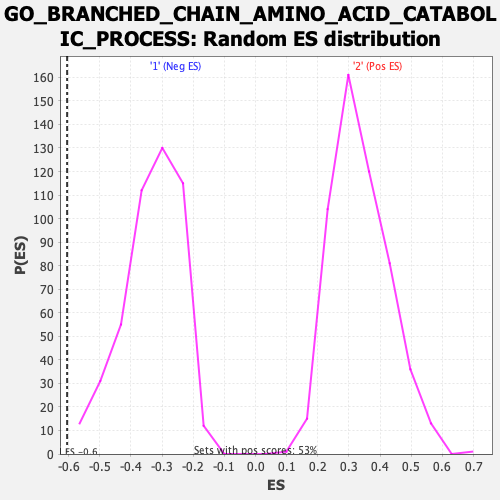 GO_BRANCHED_CHAIN_AMINO_ACID_CATABOL
IC_PROCESS: Random ES distribution
'1' (Neg ES)
'2' (Pos ES)
160
150
140
130
120
110
100
90
80
70
60
50
40
30
20
10
0
P(ES)
ES -0.6
Sets with pos scores: 53%
-0.6 -0.5 -0.4 -0.3 -0.2 -0.1 0.0 0.1 0.2 0.3 0.4 0.5 0.6 0.7
ES